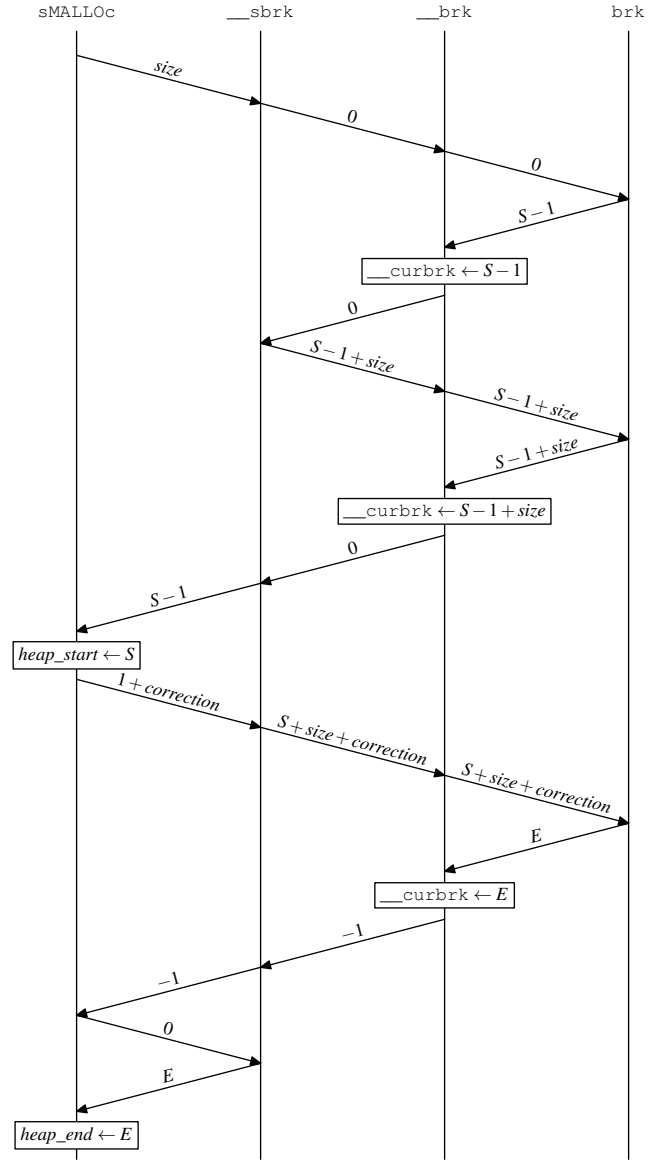 sMALLOc __sbrk __brk brk
size
0
0
S−1
__curbrk ← S−1
0
S−1+size
S−1+size
S−1+size
__curbrk ← S−1+size
0
S−1
heap_start ← S
1+correction
S+size+correction
S+size+correction
E
__curbrk ← E
−1
−1
0
E
heap_end ← E